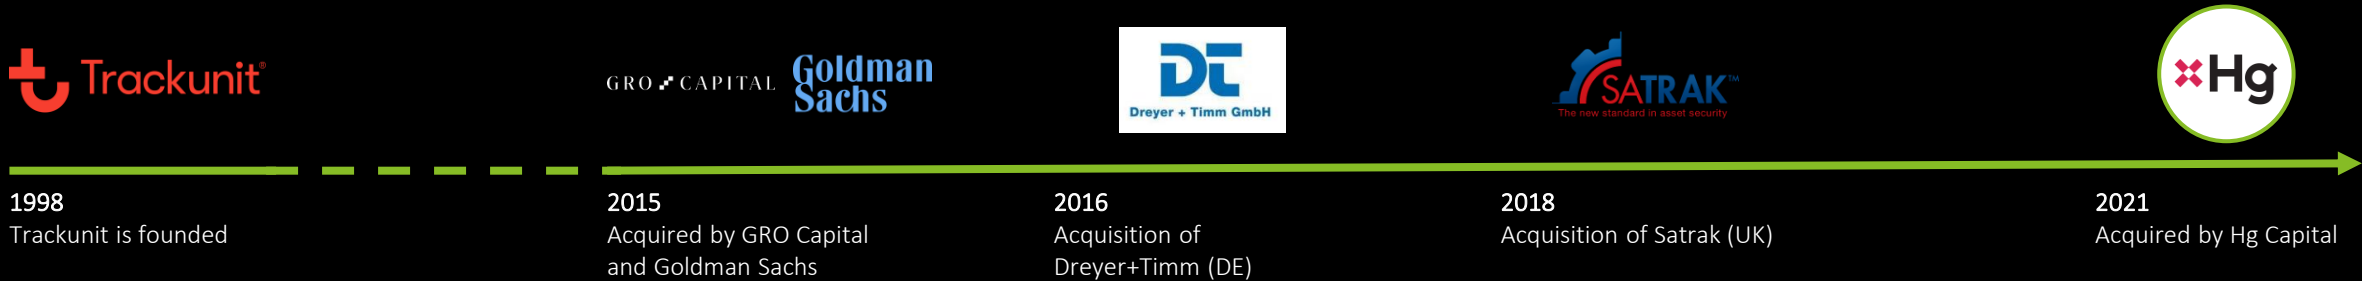 Trackunit®
GRO CAPITAL
Goldman
Sachs
DT
Dreyer + Timm GmbH
SATRAK™
The new standard in asset security
Hg
1998
Trackunit is founded
2015
Acquired by GRO Capital
and Goldman Sachs
2016
Acquisition of
Dreyer+Timm (DE)
2018
Acquisition of Satrak (UK)
2021
Acquired by Hg Capital